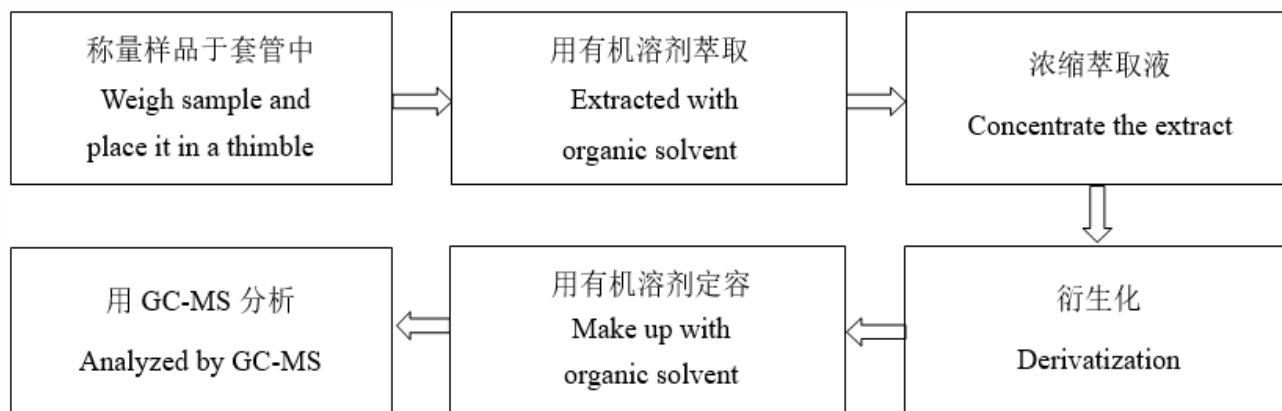 称量样品于套管中
Weigh sample and
place it in a thimble
用有机溶剂萃取
Extracted with
organic solvent
浓缩萃取液
Concentrate the extract
衍生化
Derivatization
用有机溶剂定容
Make up with
organic solvent
用 GC-MS 分析
Analyzed by GC-MS